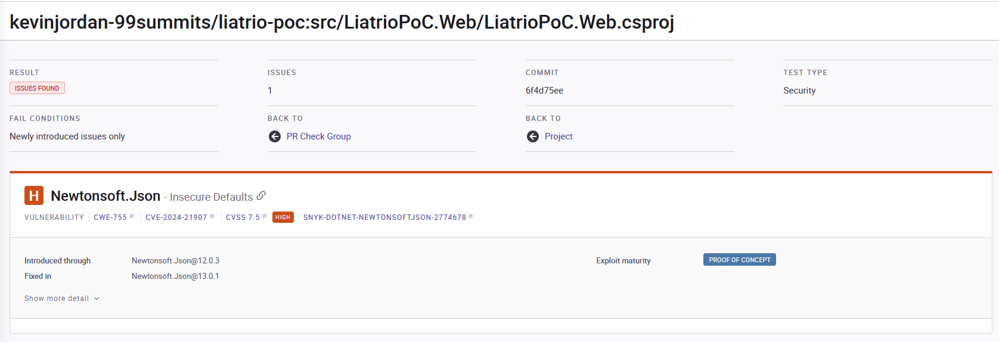 kevinjordan-99summits/liatrio-poc:src/LiatrioPoC.Web/LiatrioPoC.Web.csproj
RESULT
ISSUES FOUND
ISSUES
1
COMMIT
6f4d75ee
TEST TYPE
Security
FAIL CONDITIONS
Newly introduced issues only
BACK TO
PR Check Group
BACK TO
Project
H Newtonsoft.Json - Insecure Defaults
VULNERABILITY CWE-755 CVE-2024-21907 CVSS 7.5 HIGH SNYK-DOTNET-NEWTONSOFTJSON-2774678
Introduced through Newtonsoft.Json@12.0.3
Fixed in Newtonsoft.Json@13.0.1
Exploit maturity PROOF OF CONCEPT
Show more detail